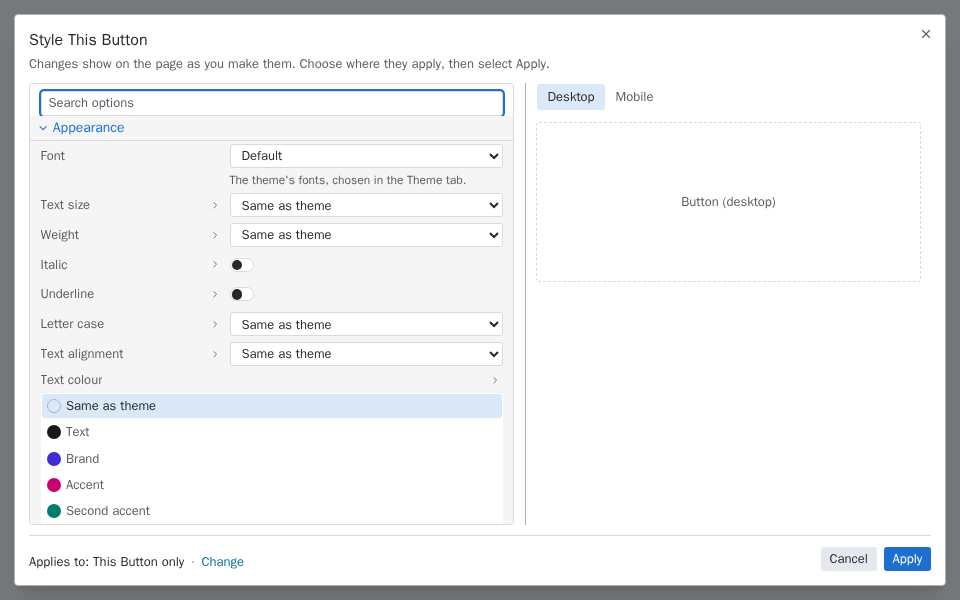 Style This Button
Changes show on the page as you make them. Choose where they apply, then select Apply.
Search options
Appearance
Font
Default
The theme's fonts, chosen in the Theme tab.
Text size
Same as theme
Weight
Same as theme
Italic
Underline
Letter case
Same as theme
Text alignment
Same as theme
Text colour
Same as theme
Text
Brand
Accent
Second accent
Desktop
Mobile
Button (desktop)
Applies to: This Button only · Change
Cancel
Apply